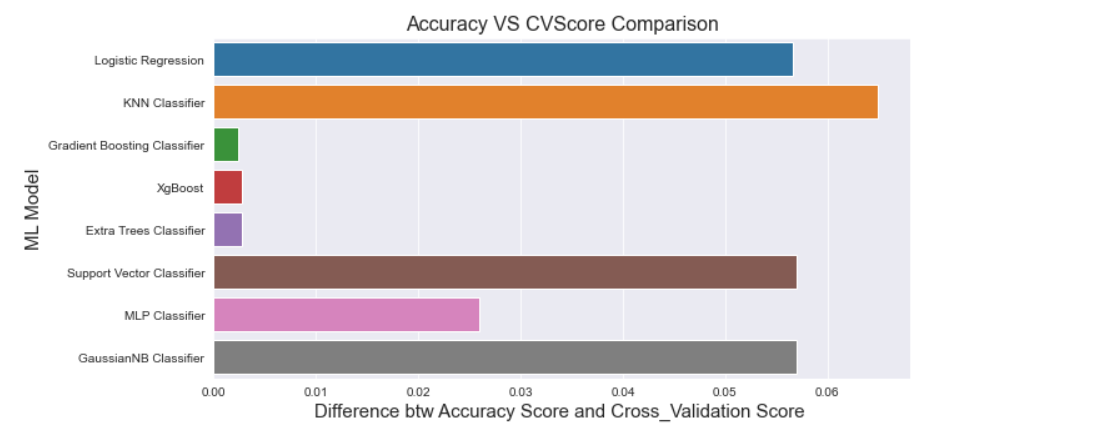 Accuracy VS CVScore Comparison
ML Model
Logistic Regression
KNN Classifier
Gradient Boosting Classifier
XgBoost
Extra Trees Classifier
Support Vector Classifier
MLP Classifier
GaussianNB Classifier
0.00 0.01 0.02 0.03 0.04 0.05 0.06
Difference btw Accuracy Score and Cross_Validation Score